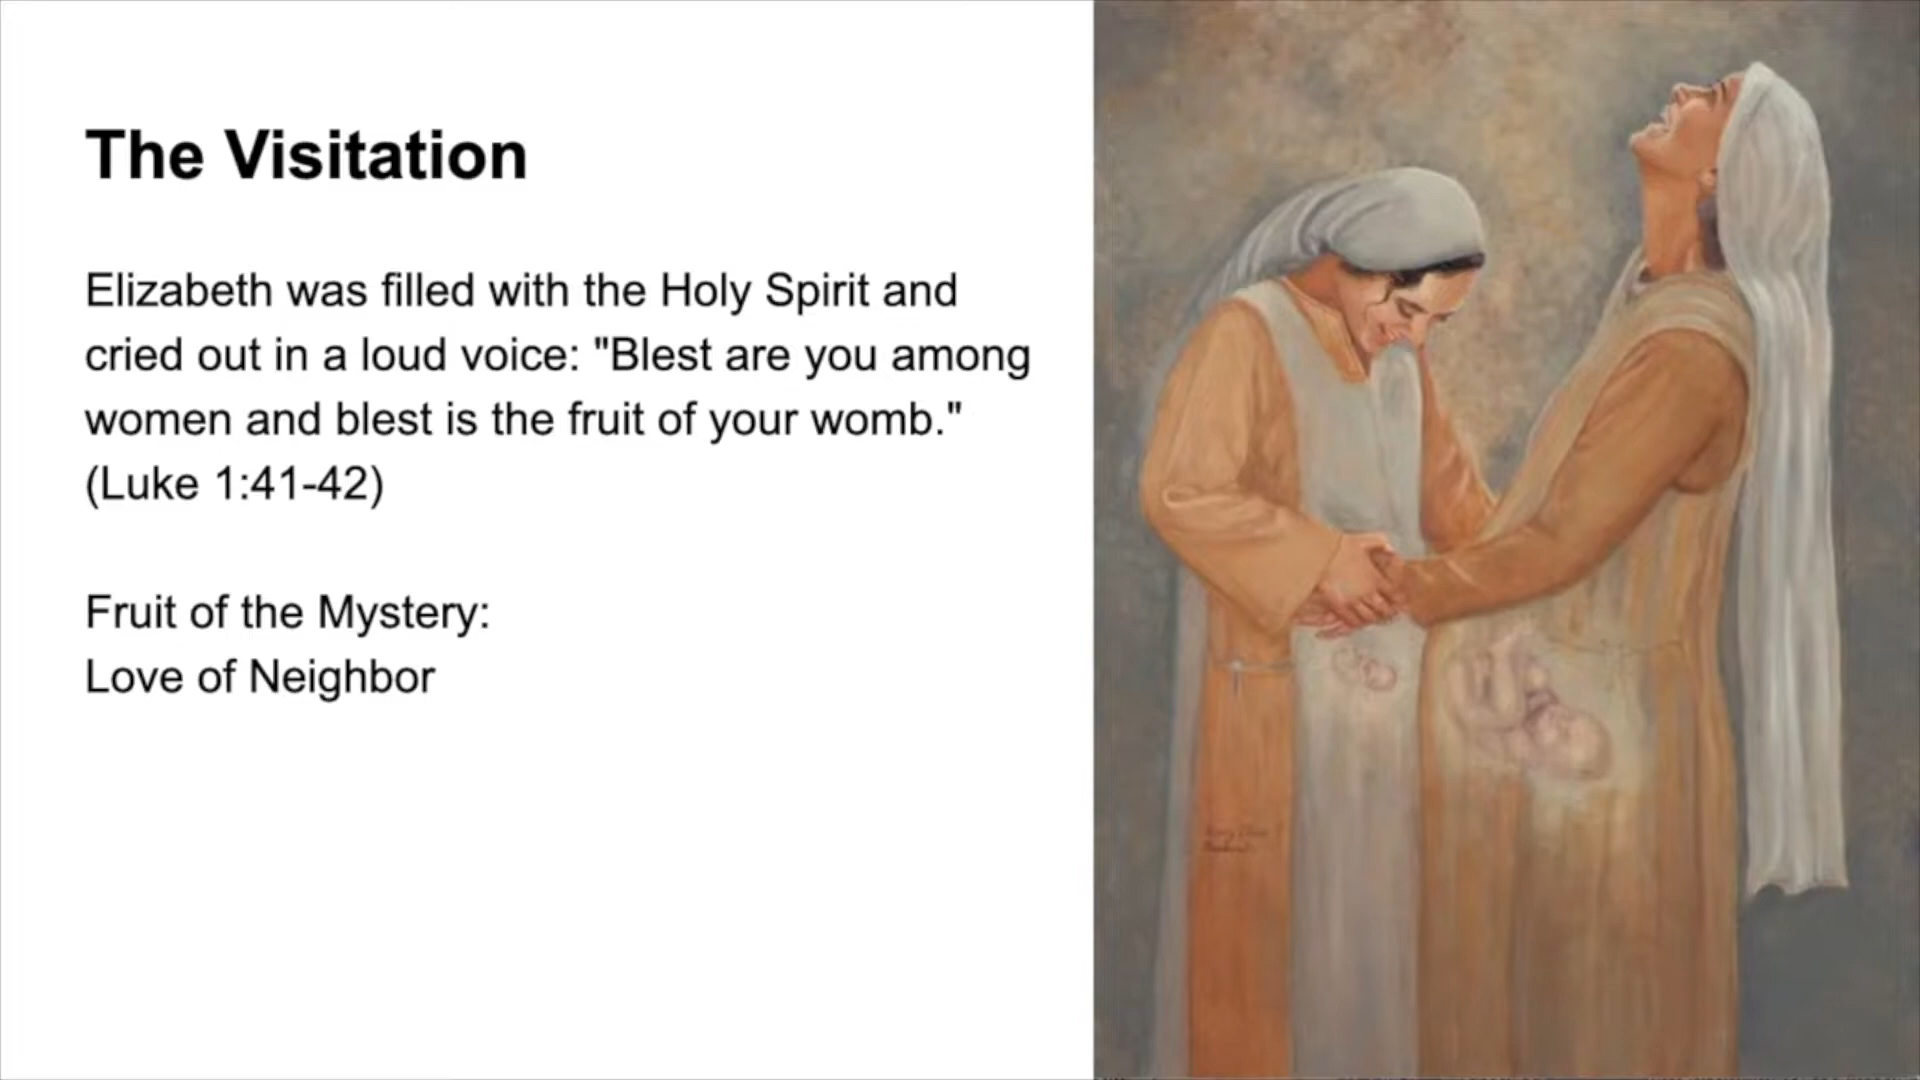 The Visitation
Elizabeth was filled with the Holy Spirit and
cried out in a loud voice: "Blest are you among
women and blest is the fruit of your womb."
(Luke 1:41-42)
Fruit of the Mystery:
Love of Neighbor